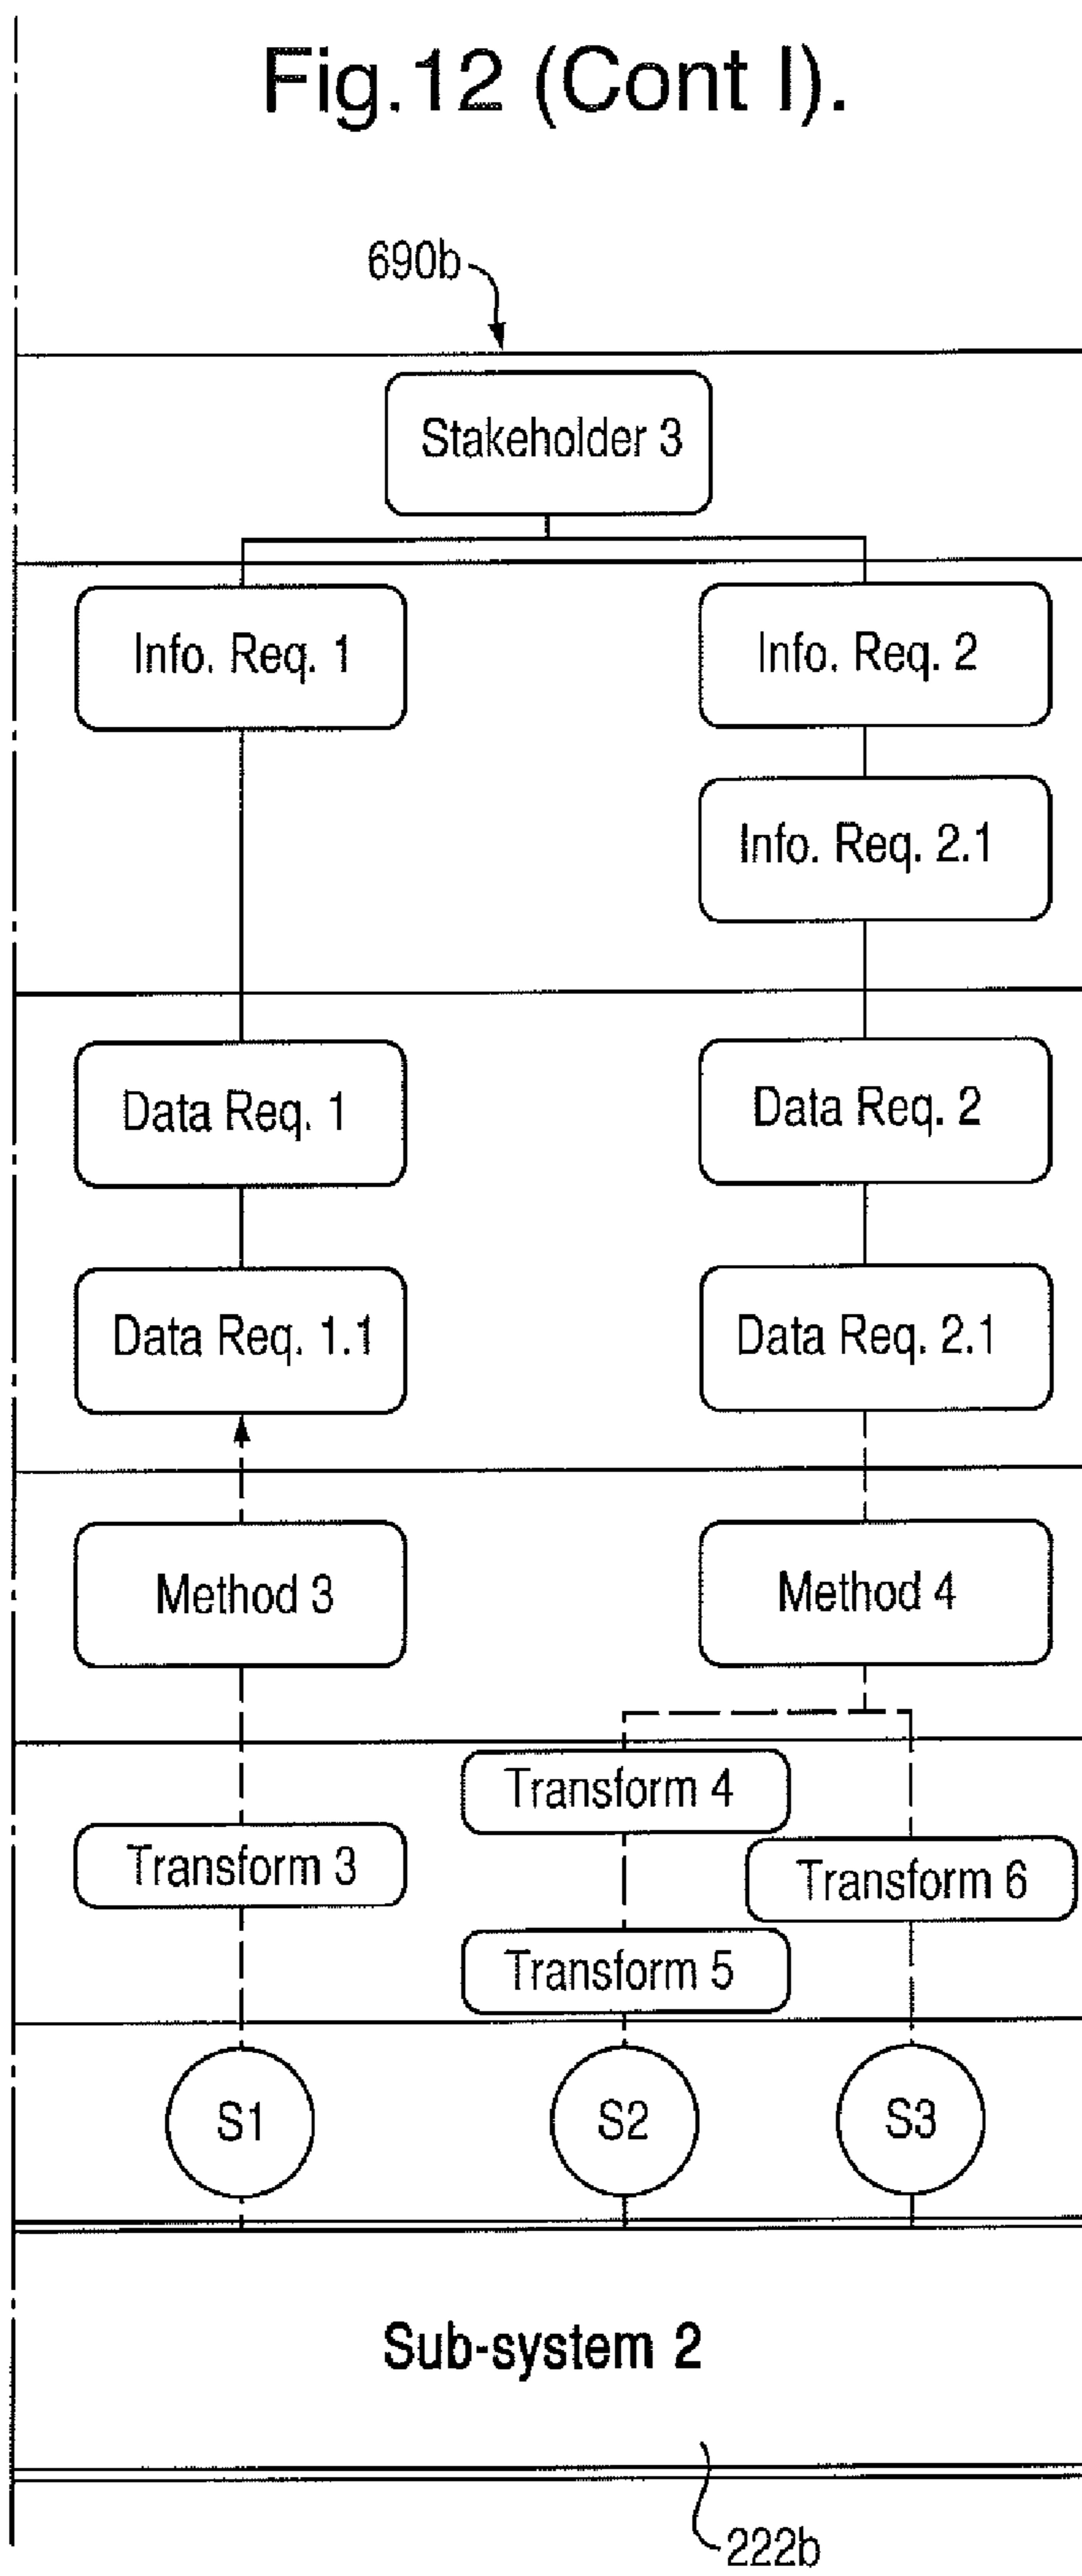 Fig.12 (Cont I).
690b
Stakeholder 3
Info. Req. 1
Info. Req. 2
Info. Req. 2.1
Data Req. 1
Data Req. 2
Data Req. 1.1
Data Req. 2.1
Method 3
Method 4
Transform 4
Transform 3
Transform 6
Transform 5
S1
S2
S3
Sub-system 2
222b